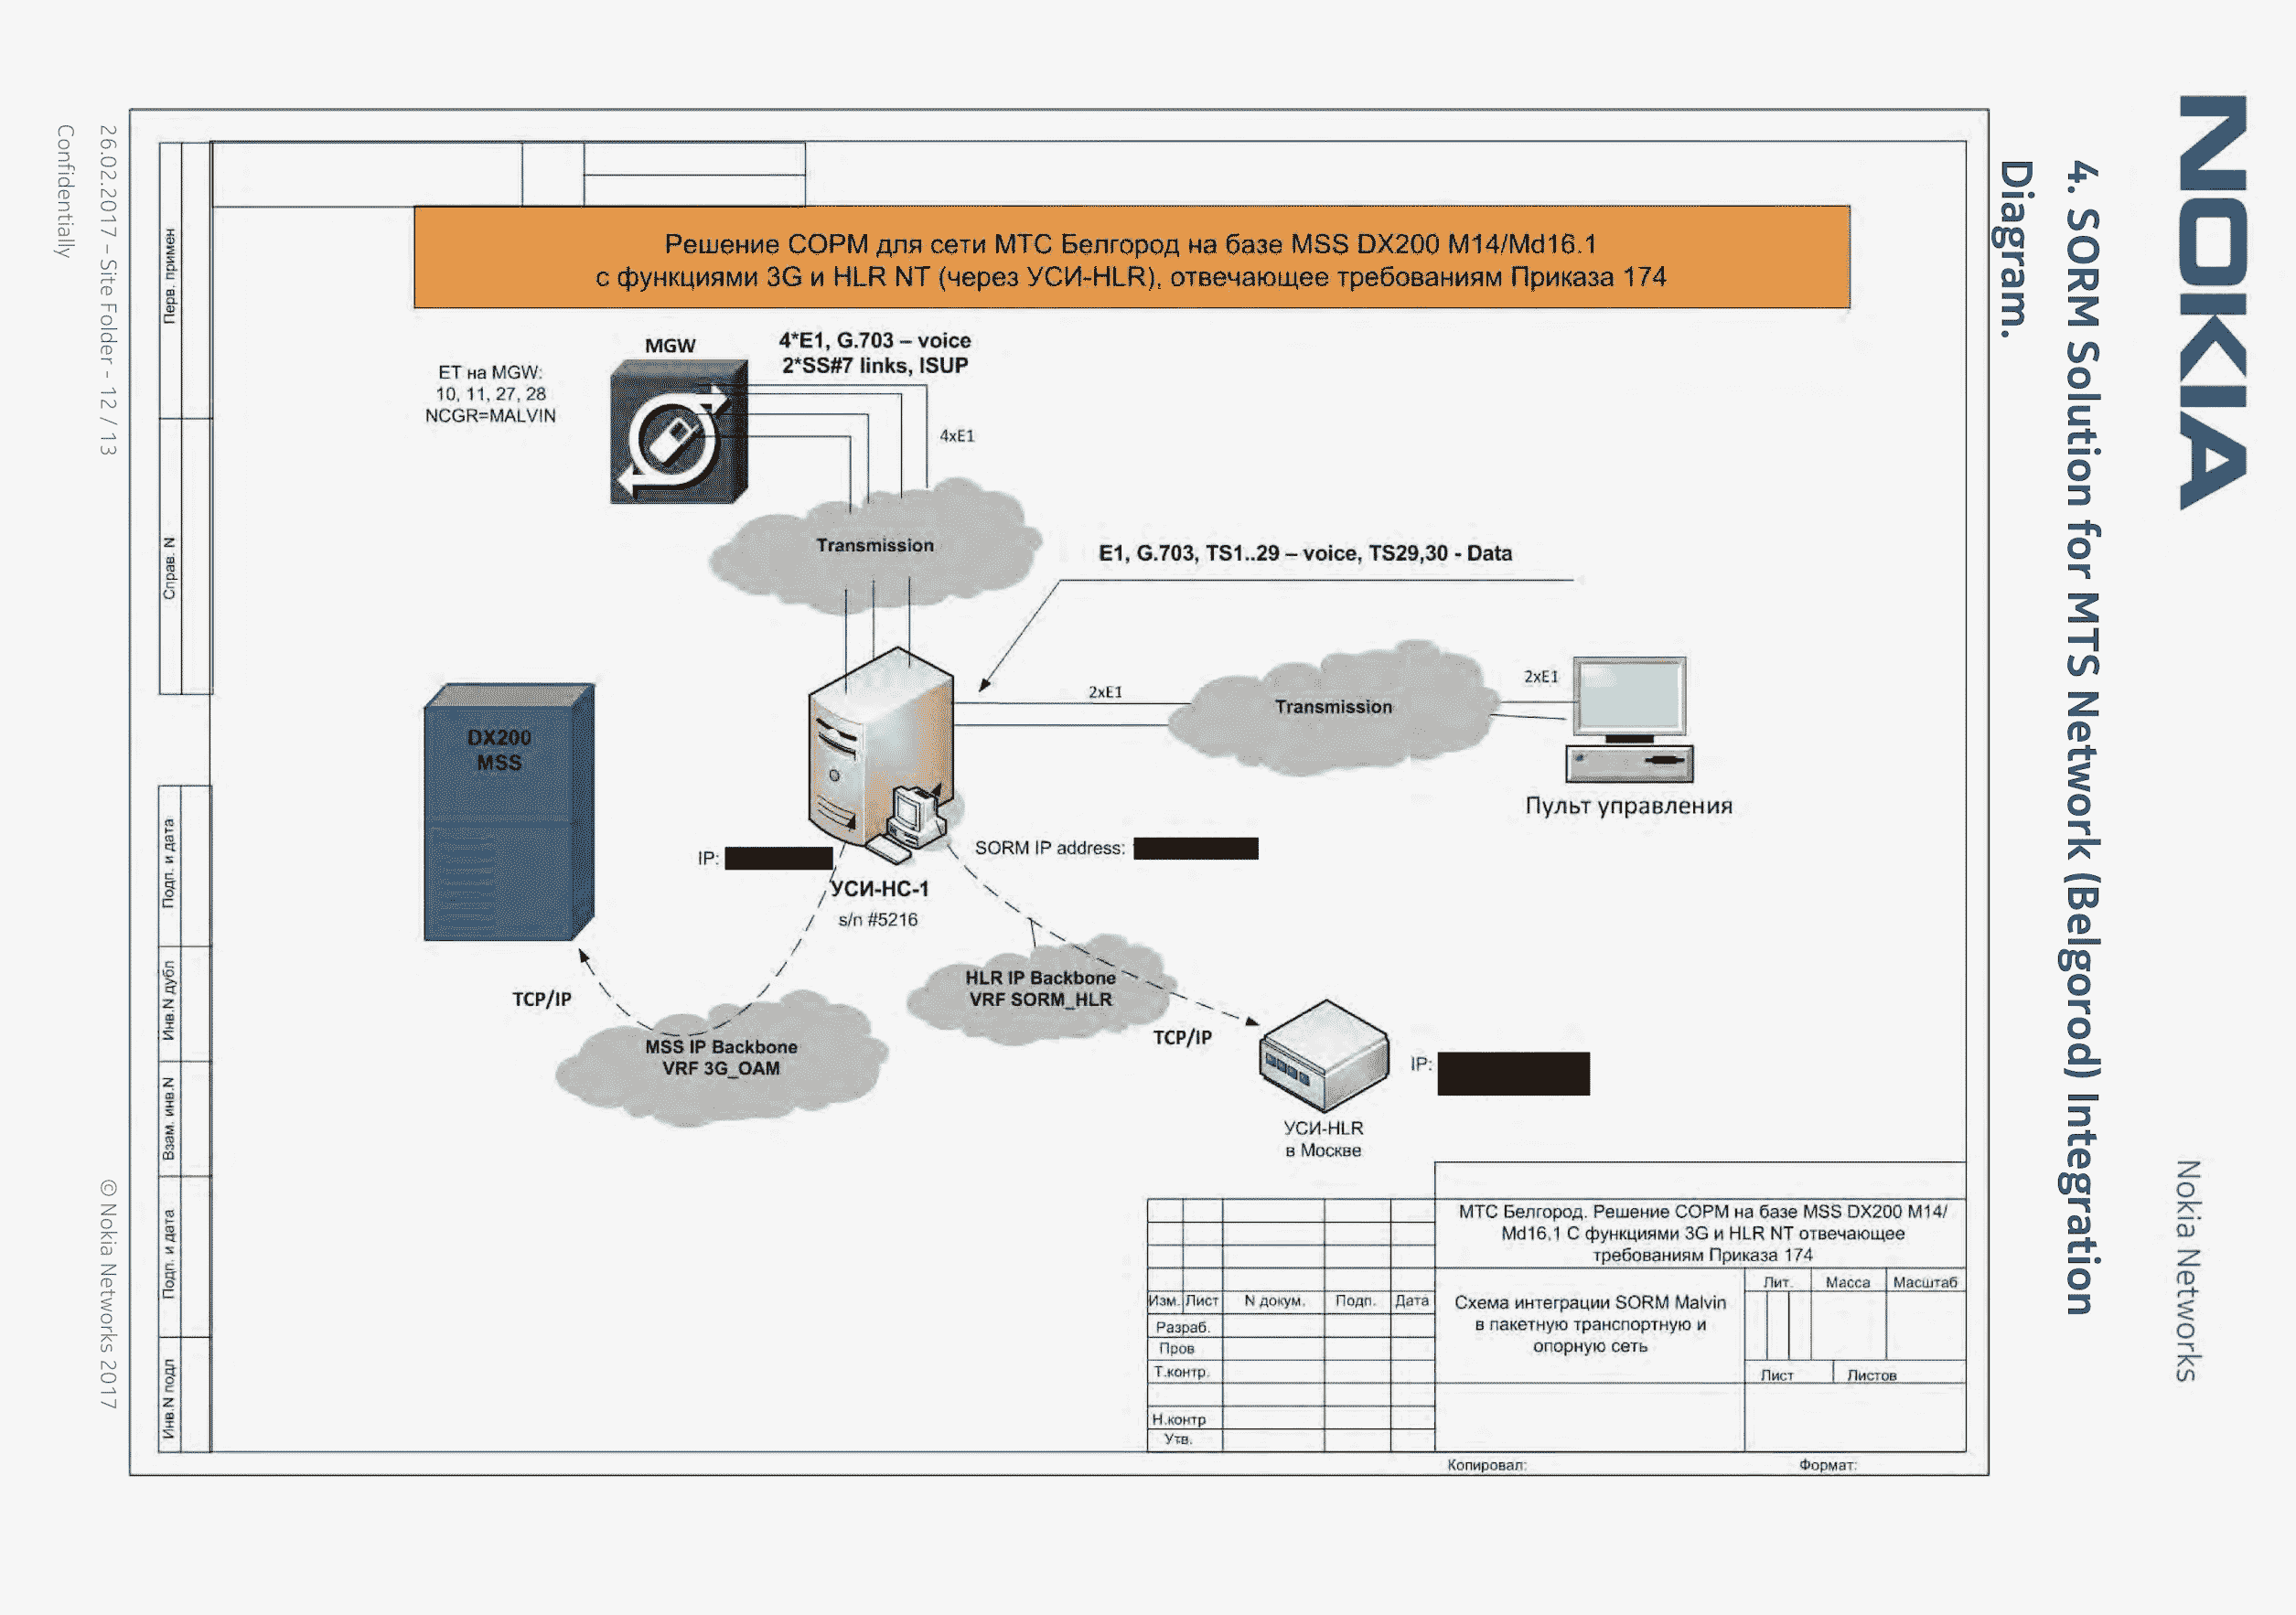 NOKIA
Nokia Networks
4. SORM Solution for MTS Network (Belgorod) Integration
Diagram.
Решение СОРМ для сети МТС Белгород на базе MSS DX200 M14/Md16.1
с функциями 3G и HLR NT (через УСИ-HLR), отвечающее требованиям Приказа 174
MGW
4*E1, G.703 – voice
2*SS#7 links, ISUP
ET на MGW:
10, 11, 27, 28
NCGR=MALVIN
4xE1
Transmission
E1, G.703, TS1..29 – voice, TS29,30 - Data
DX200
MSS
2xE1
Transmission
2xE1
Пульт управления
IP:
SORM IP address:
УСИ-НС-1
s/n #5216
TCP/IP
HLR IP Backbone
VRF SORM_HLR
MSS IP Backbone
VRF 3G_OAM
TCP/IP
IP:
УСИ-HLR
в Москве
МТС Белгород. Решение СОРМ на базе MSS DX200 M14/
Md16.1 С функциями 3G и HLR NT отвечающее
требованиям Приказа 174
Лит.
Масса
Масштаб
Изм.
Лист
N докум.
Подп.
Дата
Схема интеграции SORM Malvin
в пакетную транспортную и
опорную сеть
Разраб.
Пров
Т.контр.
Н.контр
Утв.
Лист
Листов
Копировал:
Формат:
Перв. примен
Справ. N
Подп. и дата
Инв.N дубл
Взам. инв.N
Подп. и дата
Инв.N подл
26.02.2017 – Site Folder - 12 / 13
© Nokia Networks 2017
Confidentially